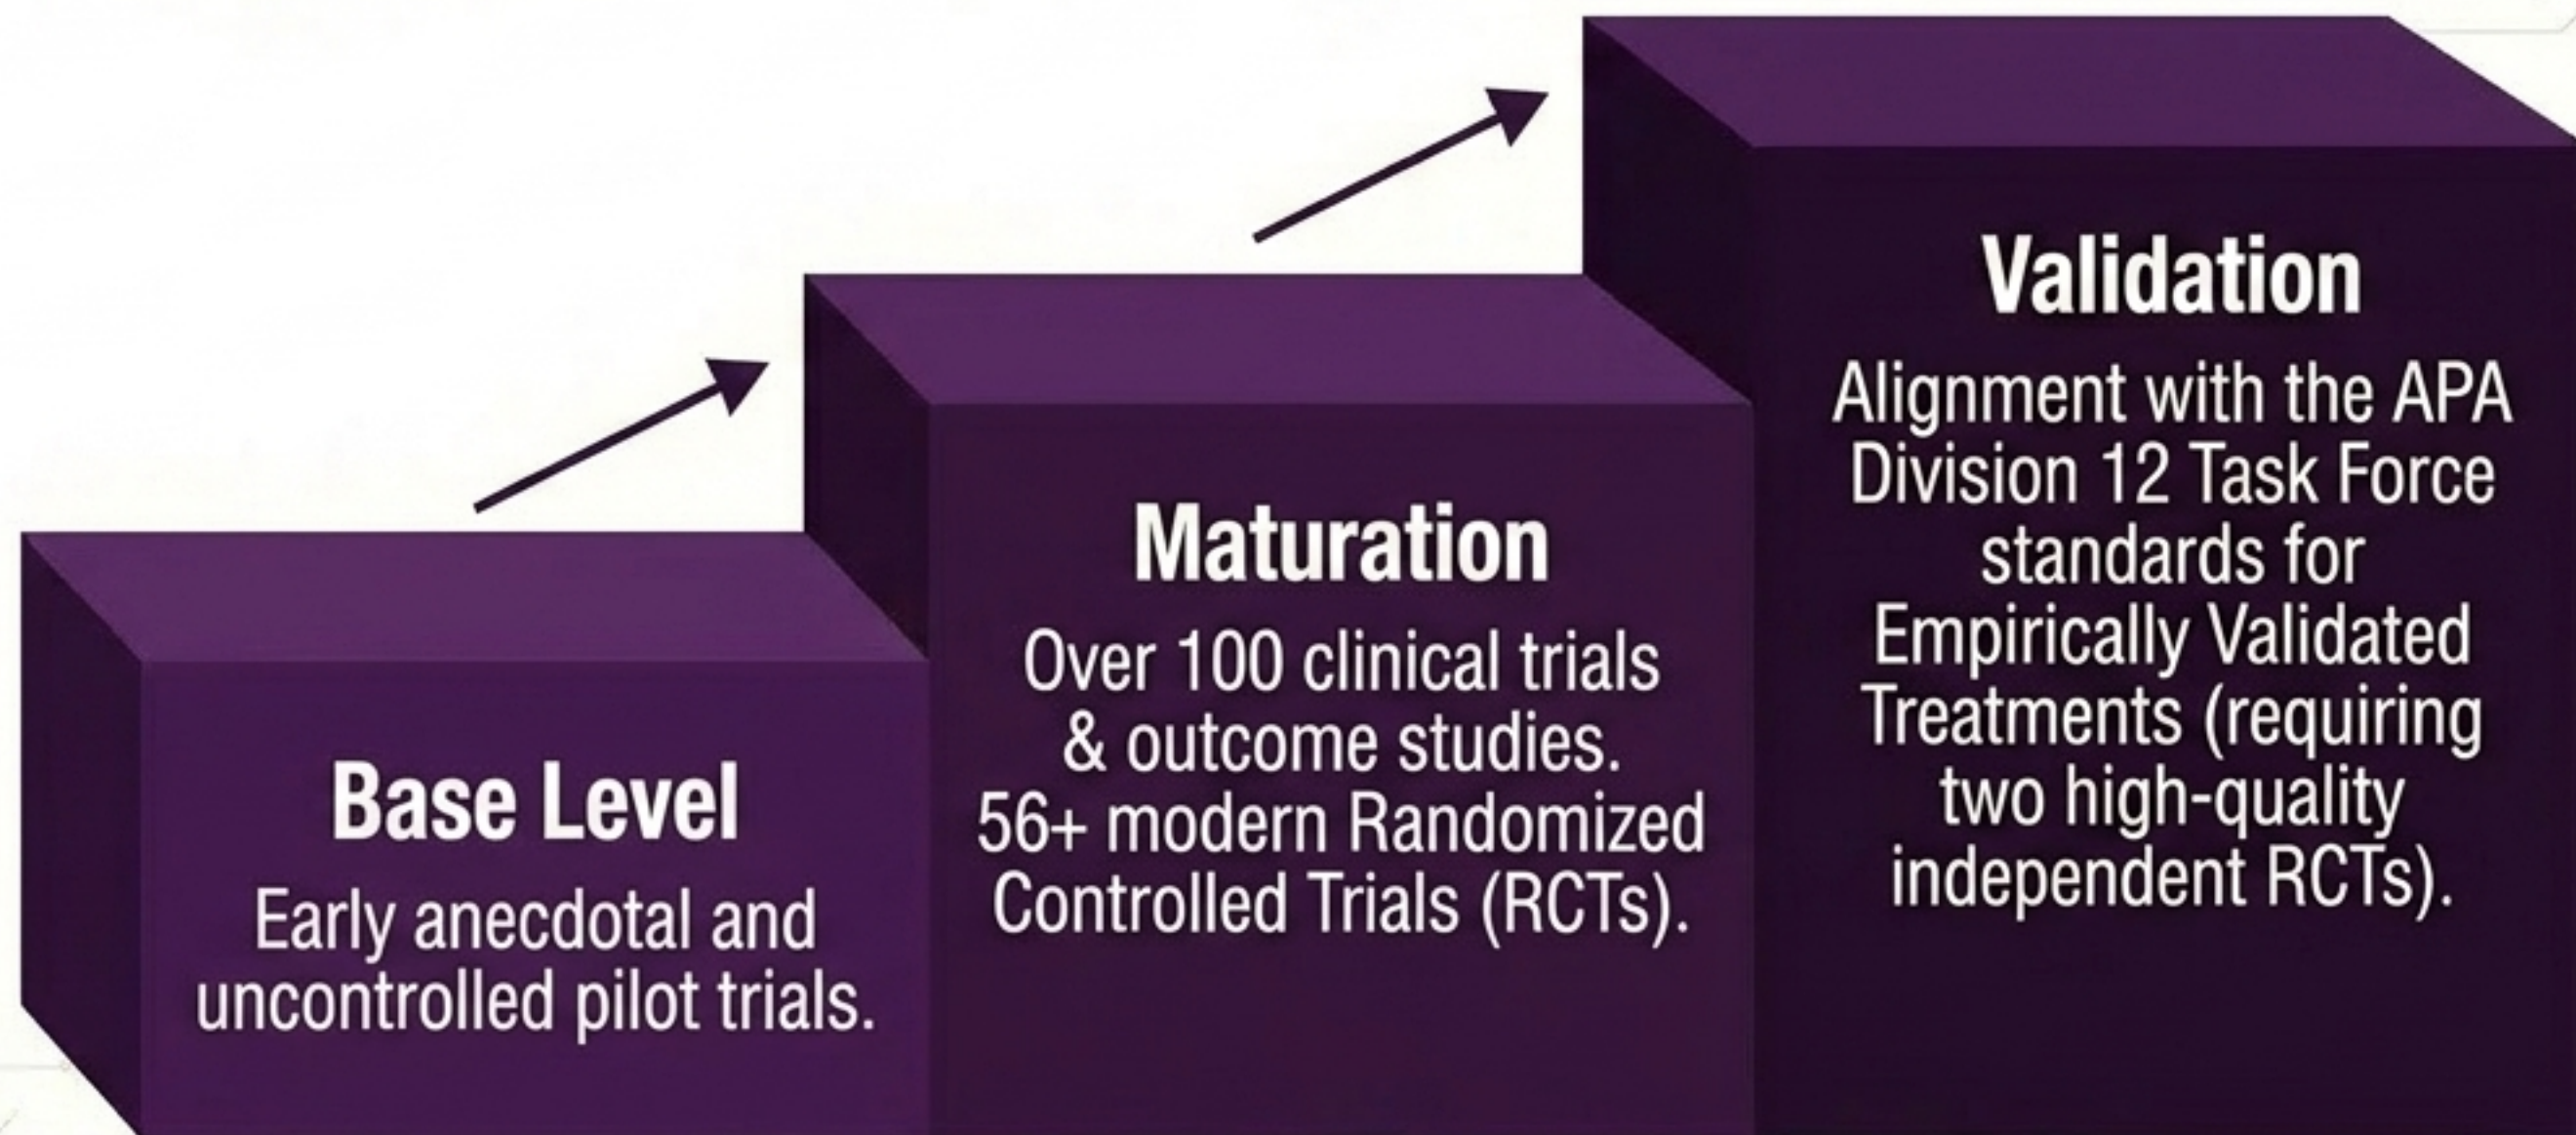 Base Level
Early anecdotal and
uncontrolled pilot trials.
Maturation
Over 100 clinical trials
& outcome studies.
56+ modern Randomized
Controlled Trials (RCTs).
Validation
Alignment with the APA
Division 12 Task Force
standards for
Empirically Validated
Treatments (requiring
two high-quality
independent RCTs).